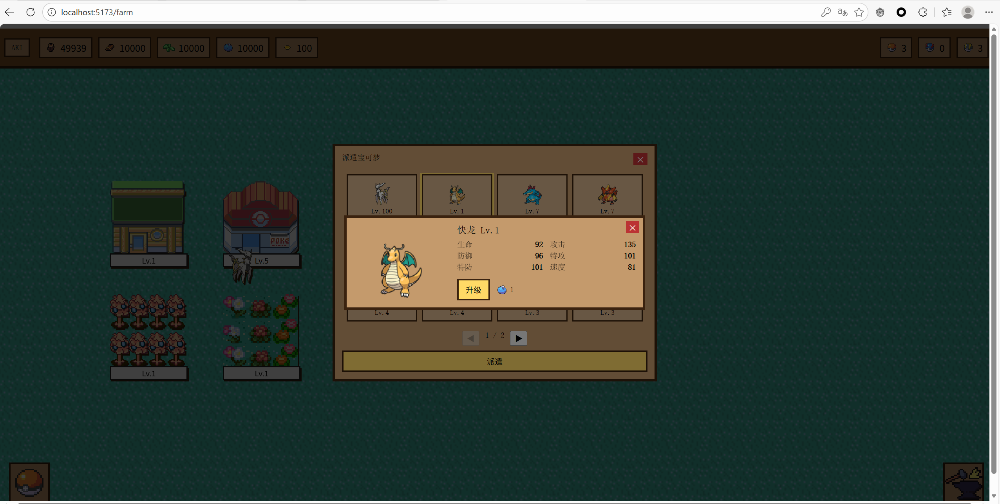 localhost:5173/farm
AKI
49939
10000
10000
10000
100
3
0
3
派遣宝可梦
Lv.100
Lv.1
Lv.7
Lv.7
快龙 Lv.1
生命 92 攻击 135
防御 96 特攻 101
特防 101 速度 81
升级 1
Lv.4
Lv.4
Lv.3
Lv.3
1 / 2
派遣
POKé
Lv.1
Lv.5
Lv.1
Lv.1